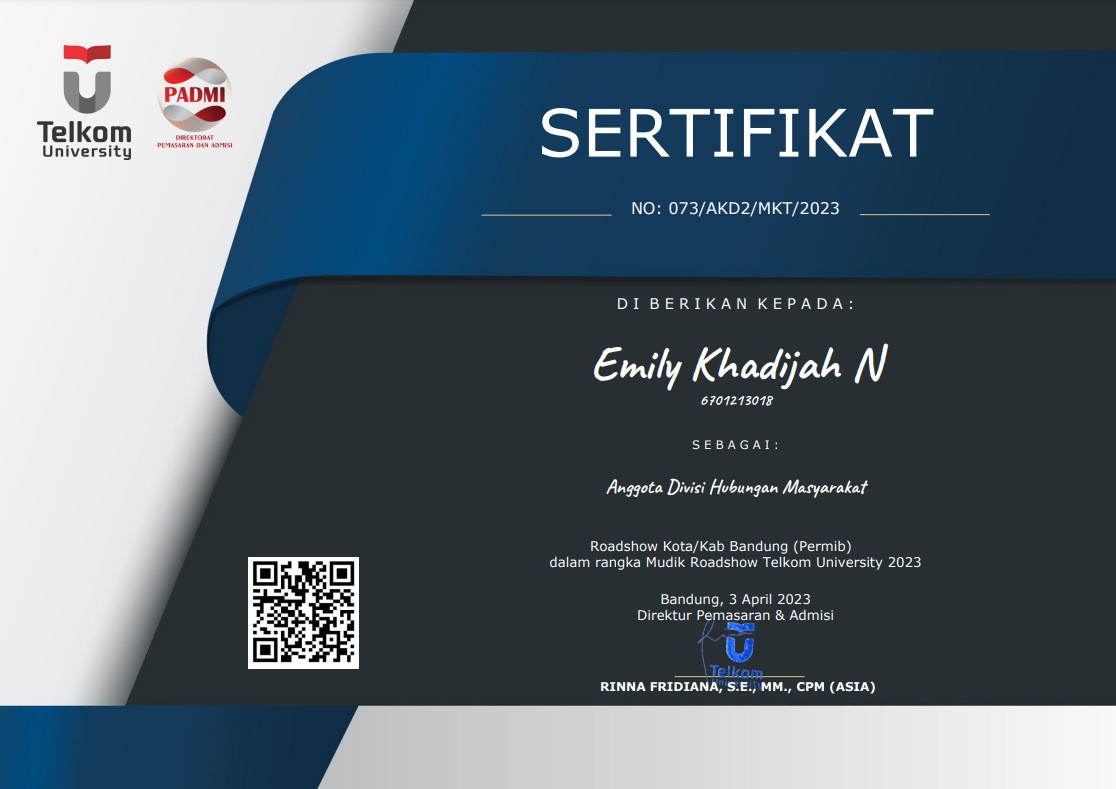 Telkom
University
PADMI
DIREKTORAT
PEMASARAN DAN ADMISI
SERTIFIKAT
NO: 073/AKD2/MKT/2023
DI BERIKAN KEPADA:
Emily Khadijah N
6701213018
SEBAGAI:
Anggota Divisi Hubungan Masyarakat
Roadshow Kota/Kab Bandung (Permib)
dalam rangka Mudik Roadshow Telkom University 2023
Bandung, 3 April 2023
Direktur Pemasaran & Admisi
Telkom
University
RINNA FRIDIANA, S.E., MM., CPM (ASIA)